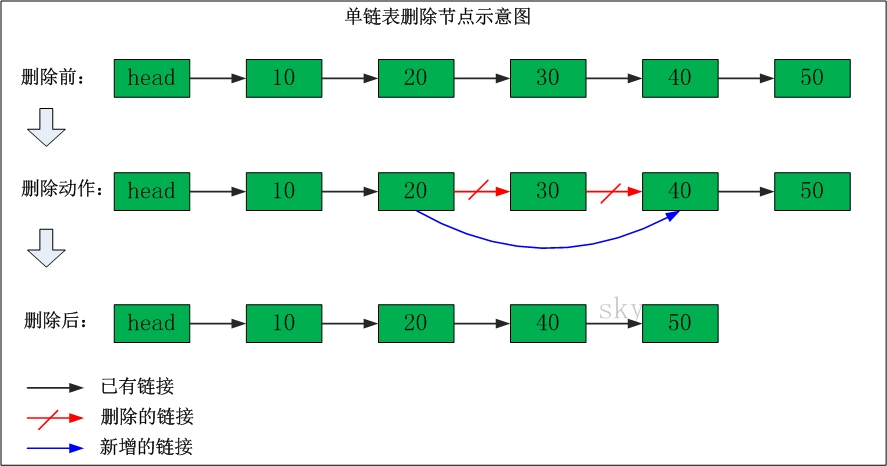 单链表删除节点示意图
删除前： head 10 20 30 40 50
删除动作： head 10 20 30 40 50
sky
删除后： head 10 20 40 50
已有链接
删除的链接
新增的链接